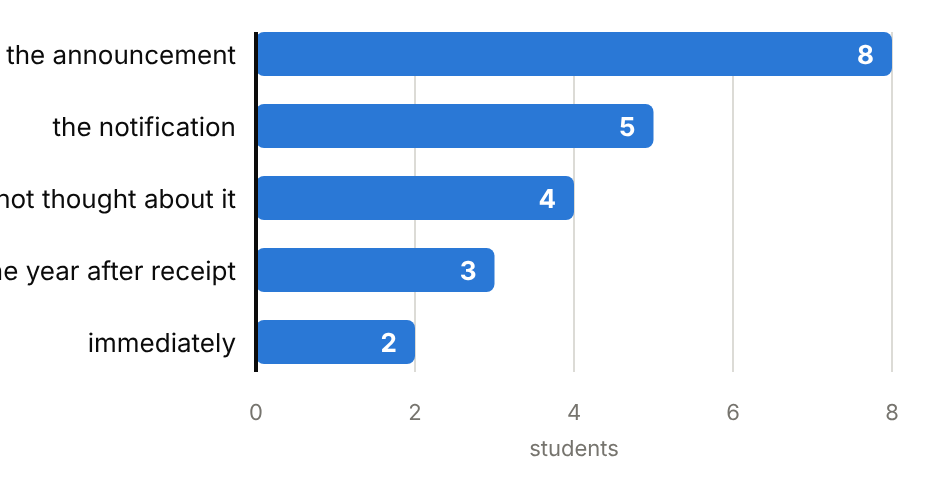 the announcement 8
the notification 5
not thought about it 4
year after receipt 3
immediately 2
0 2 4 6 8
students